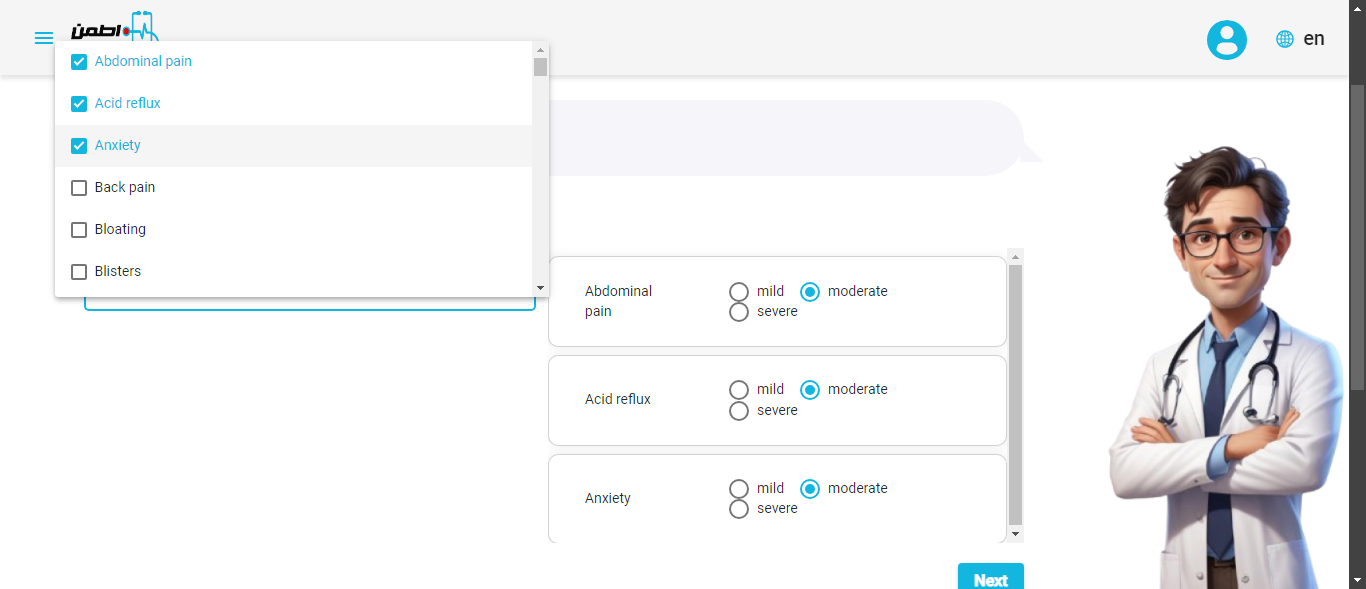 اطمن
en
Abdominal pain
Acid reflux
Anxiety
Back pain
Bloating
Blisters
Abdominal
pain
mild moderate
severe
Acid reflux
mild moderate
severe
Anxiety
mild moderate
severe
Next